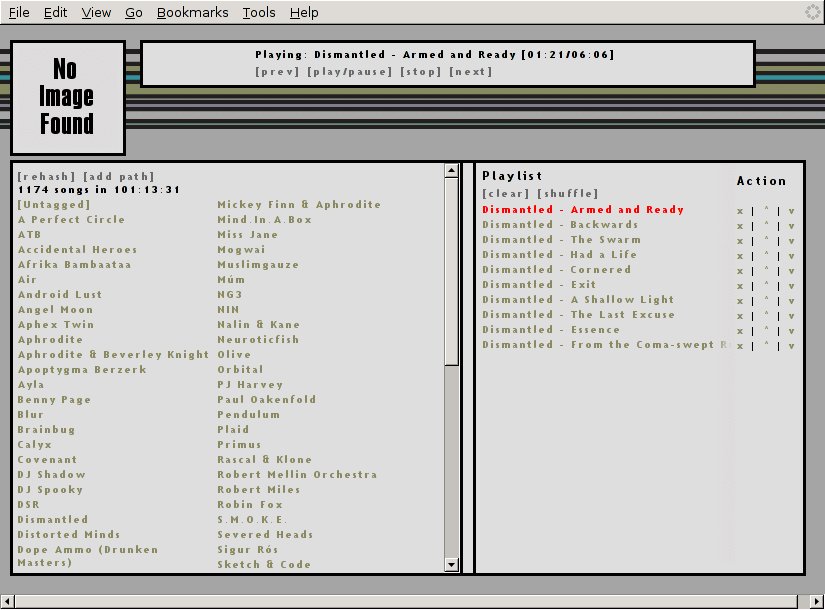 File Edit View Go Bookmarks Tools Help
No
Image
Found
Playing: Dismantled - Armed and Ready [01:21/06:06]
[prev] [play/pause] [stop] [next]
[rehash] [add path]
1174 songs in 101:13:31
[Untagged]
A Perfect Circle
ATB
Accidental Heroes
Afrika Bambaataa
Air
Android Lust
Angel Moon
Aphex Twin
Aphrodite
Aphrodite & Beverley Knight
Apoptygma Berzerk
Ayla
Benny Page
Blur
Brainbug
Calyx
Covenant
DJ Shadow
DJ Spooky
DSR
Dismantled
Distorted Minds
Dope Ammo (Drunken
Masters)
Mickey Finn & Aphrodite
Mind.In.A.Box
Miss Jane
Mogwai
Muslimgauze
Múm
NG3
NIN
Nalin & Kane
Neuroticfish
Olive
Orbital
PJ Harvey
Paul Oakenfold
Pendulum
Plaid
Primus
Rascal & Klone
Robert Mellin Orchestra
Robert Miles
Robin Fox
S.M.O.K.E.
Severed Heads
Sigur Rós
Sketch & Code
Playlist
Action
[clear] [shuffle]
Dismantled - Armed and Ready x | ^ | v
Dismantled - Backwards x | ^ | v
Dismantled - The Swarm x | ^ | v
Dismantled - Had a Life x | ^ | v
Dismantled - Cornered x | ^ | v
Dismantled - Exit x | ^ | v
Dismantled - A Shallow Light x | ^ | v
Dismantled - The Last Excuse x | ^ | v
Dismantled - Essence x | ^ | v
Dismantled - From the Coma-swept x | ^ | v